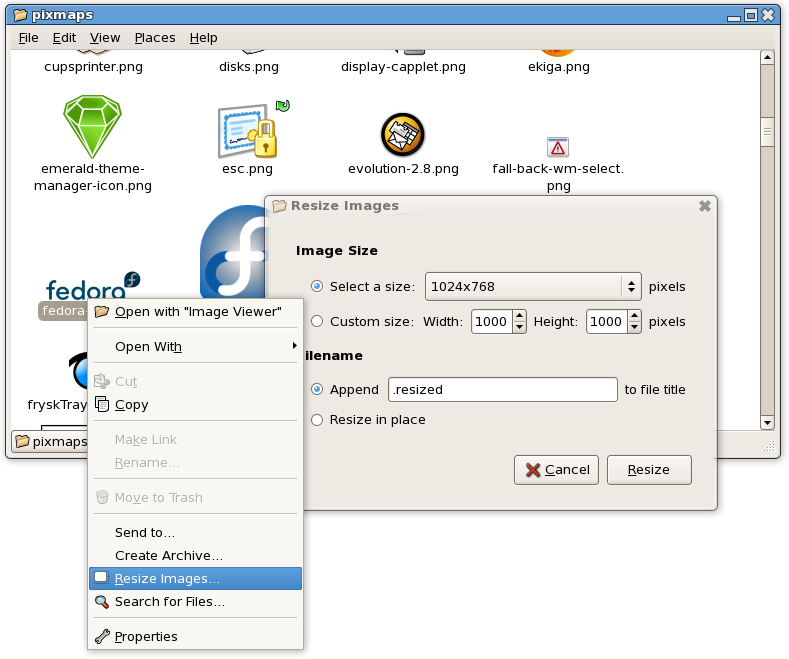 pixmaps
File Edit View Places Help
cupsprinter.png disks.png display-capplet.png ekiga.png
emerald-theme-
manager-icon.png
esc.png
evolution-2.8.png
fall-back-wm-select.
png
fedora
f
fedora-
fryskTray
pixmaps
Resize Images
Image Size
Select a size: 1024x768 pixels
Custom size: Width: 1000 Height: 1000 pixels
ilename
Append .resized to file title
Resize in place
Cancel Resize
Open with "Image Viewer"
Open With
Cut
Copy
Make Link
Rename...
Move to Trash
Send to...
Create Archive...
Resize Images...
Search for Files...
Properties